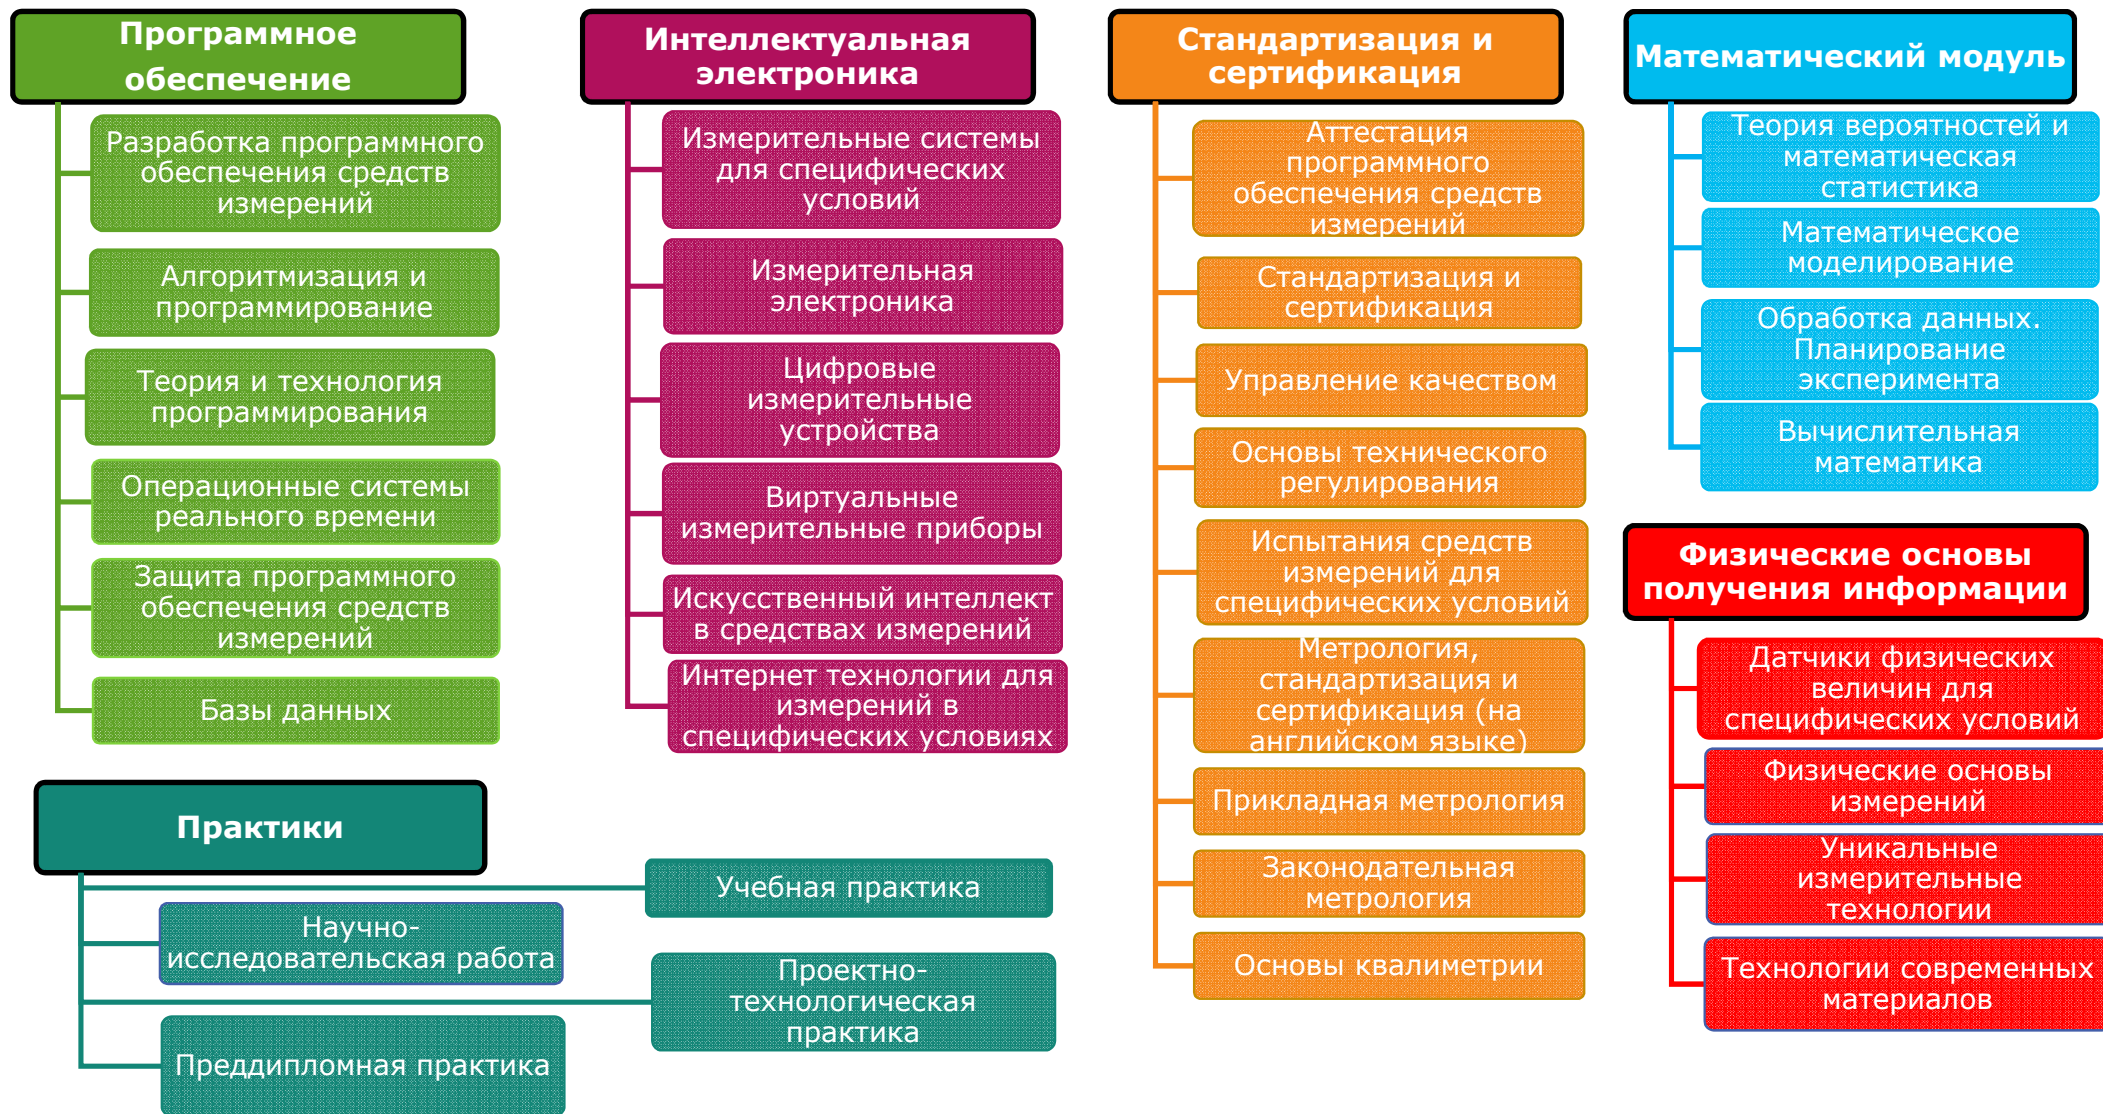 Программное
обеспечение
Разработка программного
обеспечения средств
измерений
Алгоритмизация и
программирование
Теория и технология
программирования
Операционные системы
реального времени
Защита программного
обеспечения средств
измерений
Базы данных
Интеллектуальная
электроника
Измерительные системы
для специфических
условий
Измерительная
электроника
Цифровые
измерительные
устройства
Виртуальные
измерительные приборы
Искусственный интеллект
в средствах измерений
Интернет технологии для
измерений в
специфических условиях
Стандартизация и
сертификация
Аттестация
программного
обеспечения средств
измерений
Стандартизация и
сертификация
Управление качеством
Основы технического
регулирования
Испытания средств
измерений для
специфических условий
Метрология,
стандартизация и
сертификация (на
английском языке)
Прикладная метрология
Законодательная
метрология
Основы квалиметрии
Математический модуль
Теория вероятностей и
математическая
статистика
Математическое
моделирование
Обработка данных.
Планирование
эксперимента
Вычислительная
математика
Физические основы
получения информации
Датчики физических
величин для
специфических условий
Физические основы
измерений
Уникальные
измерительные
технологии
Технологии современных
материалов
Практики
Учебная практика
Научно-
исследовательская работа
Проектно-
технологическая
практика
Преддипломная практика